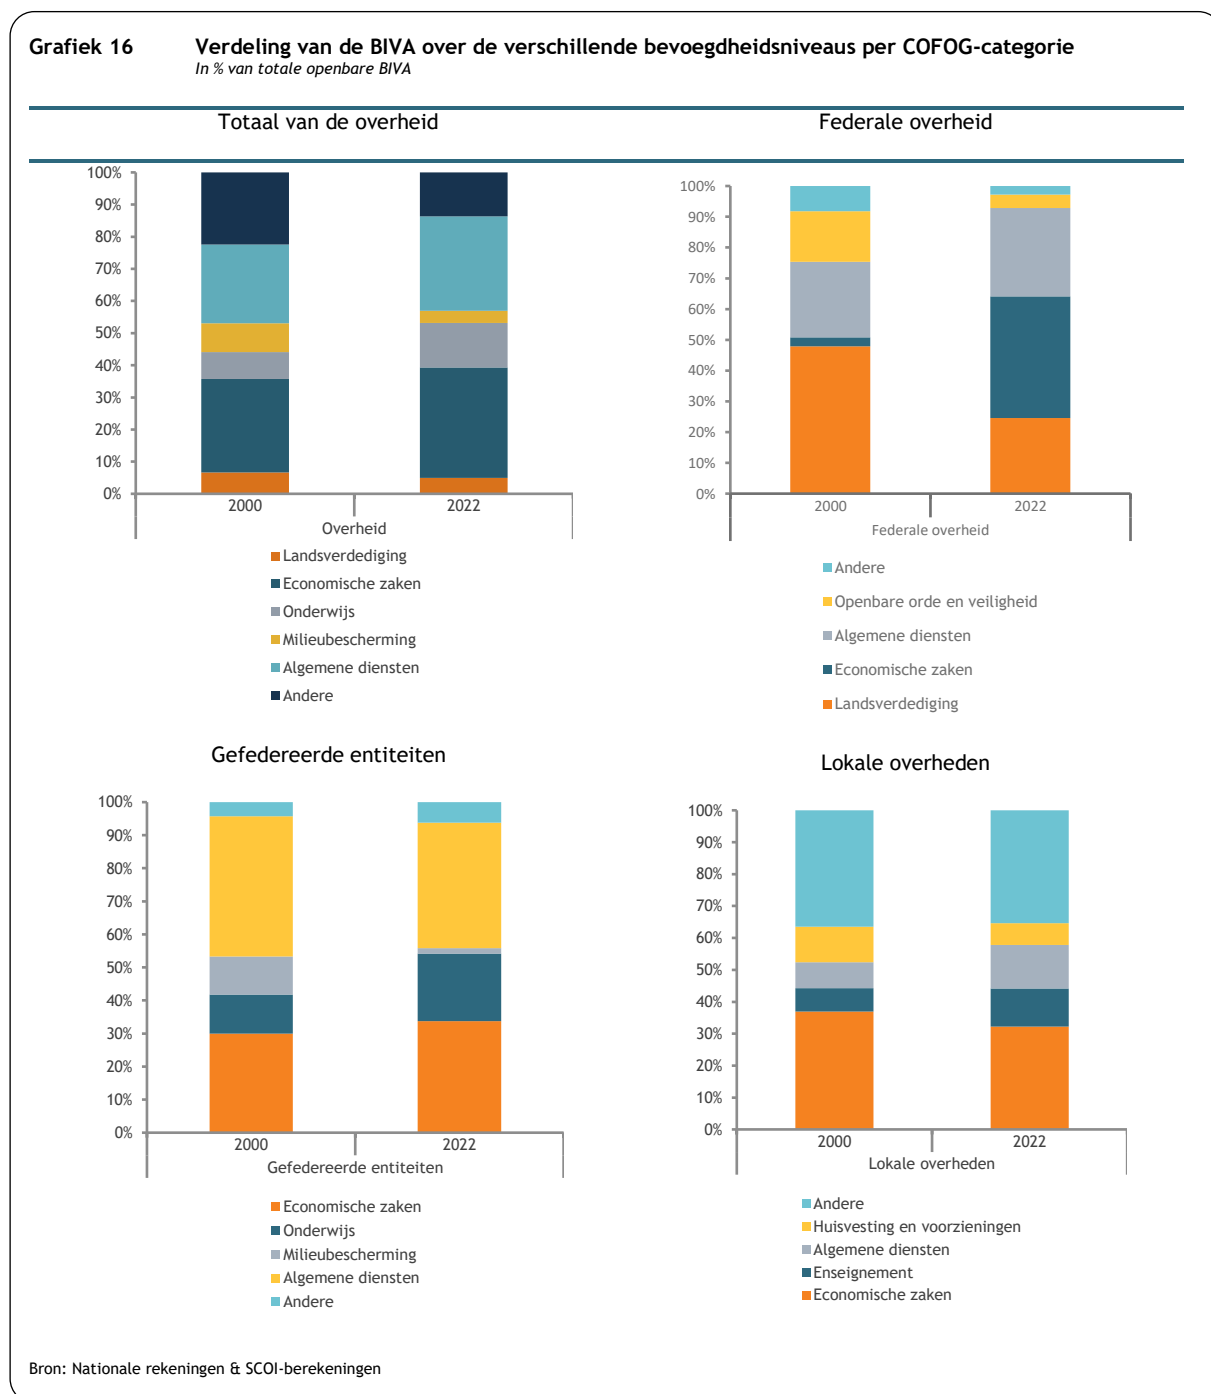 Grafiek 16 Verdeling van de BIVA over de verschillende bevoegdheidsniveaus per COFOG-categorie
In % van totale openbare BIVA
Totaal van de overheid
100%
90%
80%
70%
60%
50%
40%
30%
20%
10%
0%
2000 2022
Overheid
Landsverdediging
Economische zaken
Onderwijs
Milieubescherming
Algemene diensten
Andere
Federale overheid
100%
90%
80%
70%
60%
50%
40%
30%
20%
10%
0%
2000 2022
Federale overheid
Andere
Openbare orde en veiligheid
Algemene diensten
Economische zaken
Landsverdediging
Gefedereerde entiteiten
100%
90%
80%
70%
60%
50%
40%
30%
20%
10%
0%
2000 2022
Gefedereerde entiteiten
Economische zaken
Onderwijs
Milieubescherming
Algemene diensten
Andere
Lokale overheden
100%
90%
80%
70%
60%
50%
40%
30%
20%
10%
0%
2000 2022
Lokale overheden
Andere
Huisvesting en voorzieningen
Algemene diensten
Enseignement
Economische zaken
Bron: Nationale rekeningen & SCOI-berekeningen